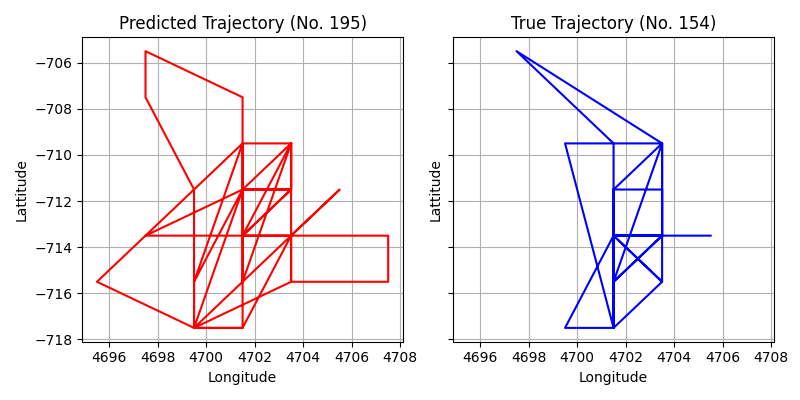 Predicted Trajectory (No. 195)
True Trajectory (No. 154)
Lattitude
−706
−708
−710
−712
−714
−716
−718
4696 4698 4700 4702 4704 4706 4708
Longitude
Lattitude
4696 4698 4700 4702 4704 4706 4708
Longitude